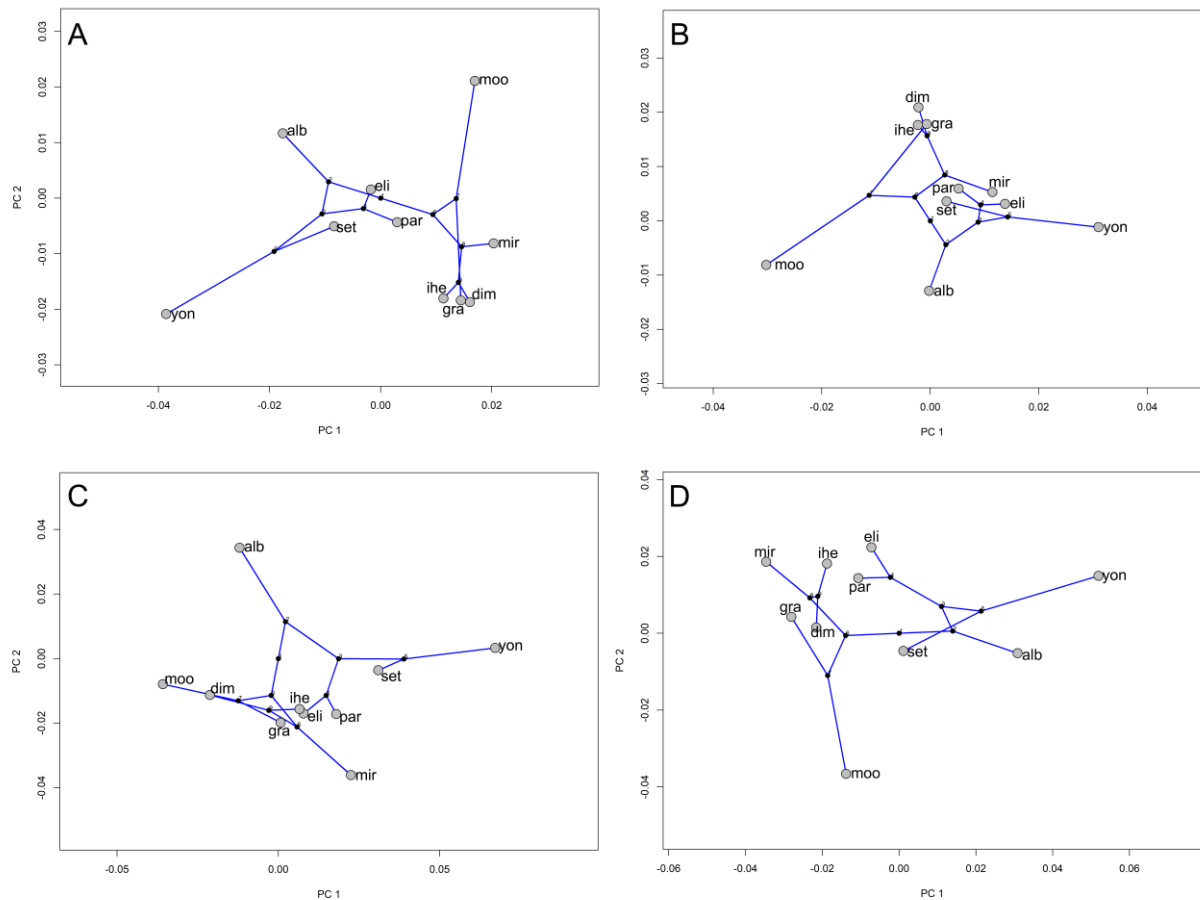 A
moo
alb
eli
par
set
mir
ihe
gra
dim
yon
PC 2
0.03
0.02
0.01
0.00
-0.01
-0.02
-0.03
-0.04
-0.02
0.00
0.02
PC 1
B
dim
ihe
gra
par
mir
set
eli
yon
moo
alb
PC 2
0.03
0.02
0.01
0.00
-0.01
-0.02
-0.03
-0.04
-0.02
0.00
0.02
0.04
PC 1
C
alb
yon
set
moo
dim
ihe
eli
par
gra
mir
PC 2
0.04
0.02
0.00
-0.02
-0.04
-0.05
0.00
0.05
PC 1
D
eli
mir
ihe
par
yon
gra
dim
set
alb
moo
PC 2
0.04
0.02
0.00
-0.02
-0.04
-0.06
-0.04
-0.02
0.00
0.02
0.04
0.06
PC 1